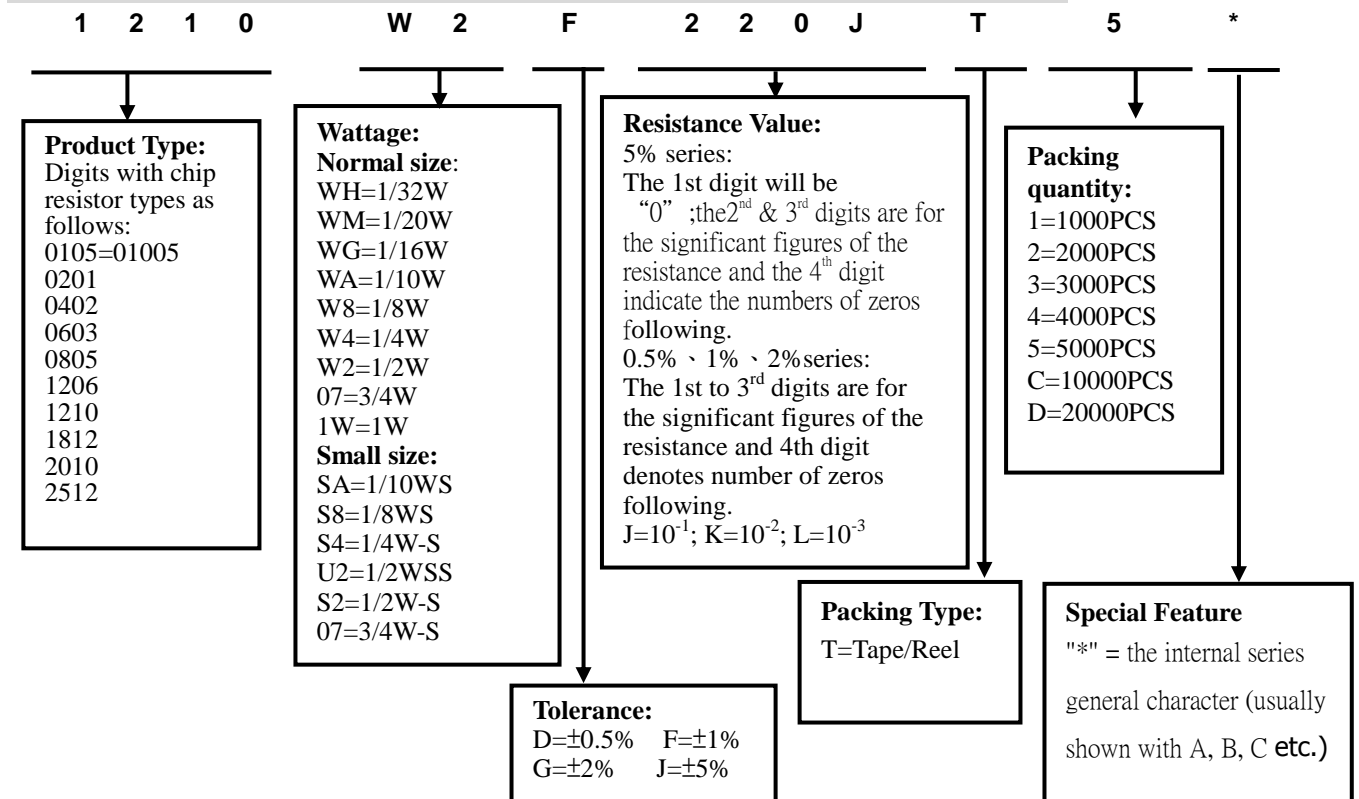 1 2 1 0 W 2 F 2 2 0 J T 5 *
Product Type:
Digits with chip
resistor types as
follows:
0105=01005
0201
0402
0603
0805
1206
1210
1812
2010
2512
Wattage:
Normal size:
WH=1/32W
WM=1/20W
WG=1/16W
WA=1/10W
W8=1/8W
W4=1/4W
W2=1/2W
07=3/4W
1W=1W
Small size:
SA=1/10WS
S8=1/8WS
S4=1/4W-S
U2=1/2WSS
S2=1/2W-S
07=3/4W-S
Tolerance:
D=±0.5% F=±1%
G=±2% J=±5%
Resistance Value:
5% series:
The 1st digit will be
“0” ;the2nd & 3rd digits are for
the significant figures of the
resistance and the 4th digit
indicate the numbers of zeros
following.
0.5%、1%、2%series:
The 1st to 3rd digits are for
the significant figures of the
resistance and 4th digit
denotes number of zeros
following.
J=10-1; K=10-2; L=10-3
Packing Type:
T=Tape/Reel
Packing
quantity:
1=1000PCS
2=2000PCS
3=3000PCS
4=4000PCS
5=5000PCS
C=10000PCS
D=20000PCS
Special Feature
"*" = the internal series
general character (usually
shown with A, B, C etc.)